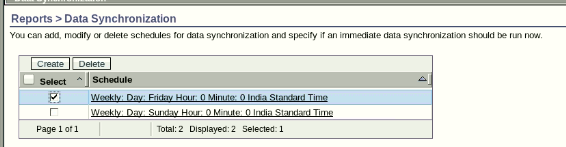 Data Synchronization
Reports > Data Synchronization
You can add, modify or delete schedules for data synchronization and specify if an immediate data synchronization should be run now.
Create Delete
Select ^ Schedule
Weekly: Day: Friday Hour: 0 Minute: 0 India Standard Time
Weekly: Day: Sunday Hour: 0 Minute: 0 India Standard Time
Page 1 of 1 Total: 2 Displayed: 2 Selected: 1